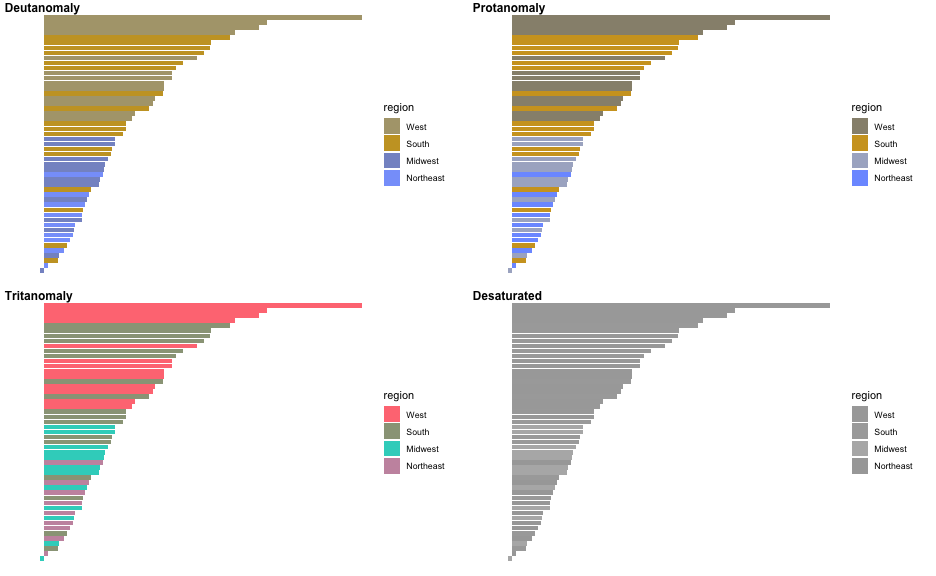 Deutanomaly
region
West
South
Midwest
Northeast
Protanomaly
region
West
South
Midwest
Northeast
Tritanomaly
region
West
South
Midwest
Northeast
Desaturated
region
West
South
Midwest
Northeast